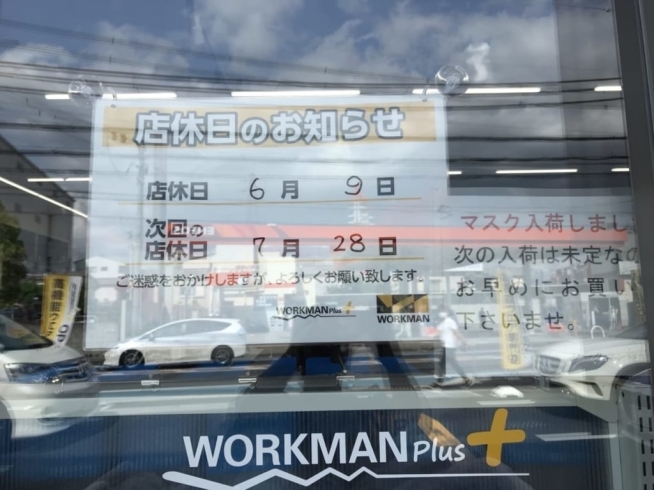 店休日のお知らせ
店休日 6月 9日
次回の
店休日 7月 28日
ご迷惑をおかけしますが、よろしくお願い致します。
WORKMAN Plus+
WORKMAN
マスク入荷しまし
次の入荷は未定なの
お早めにお買い
下さいませ。
WORKMAN Plus+